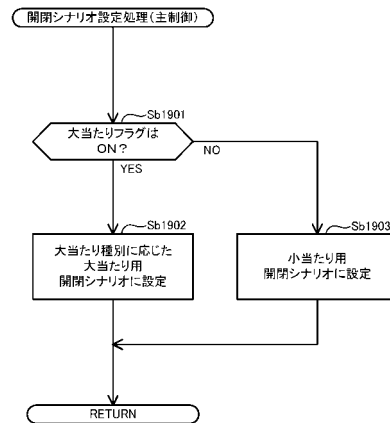 開閉シナリオ設定処理(主制御)
Sb1901
大当たりフラグは
ON?
NO
YES
Sb1902
大当たり種別に応じた
大当たり用
開閉シナリオに設定
Sb1903
小当たり用
開閉シナリオに設定
RETURN